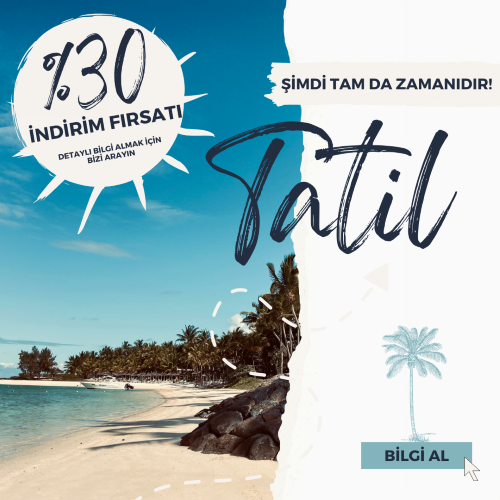 %30
İNDİRİM FIRSATI
DETAYLI BİLGİ ALMAK İÇİN
BİZİ ARAYIN
ŞİMDİ TAM DA ZAMANIDIR!
Tatil
BİLGİ AL